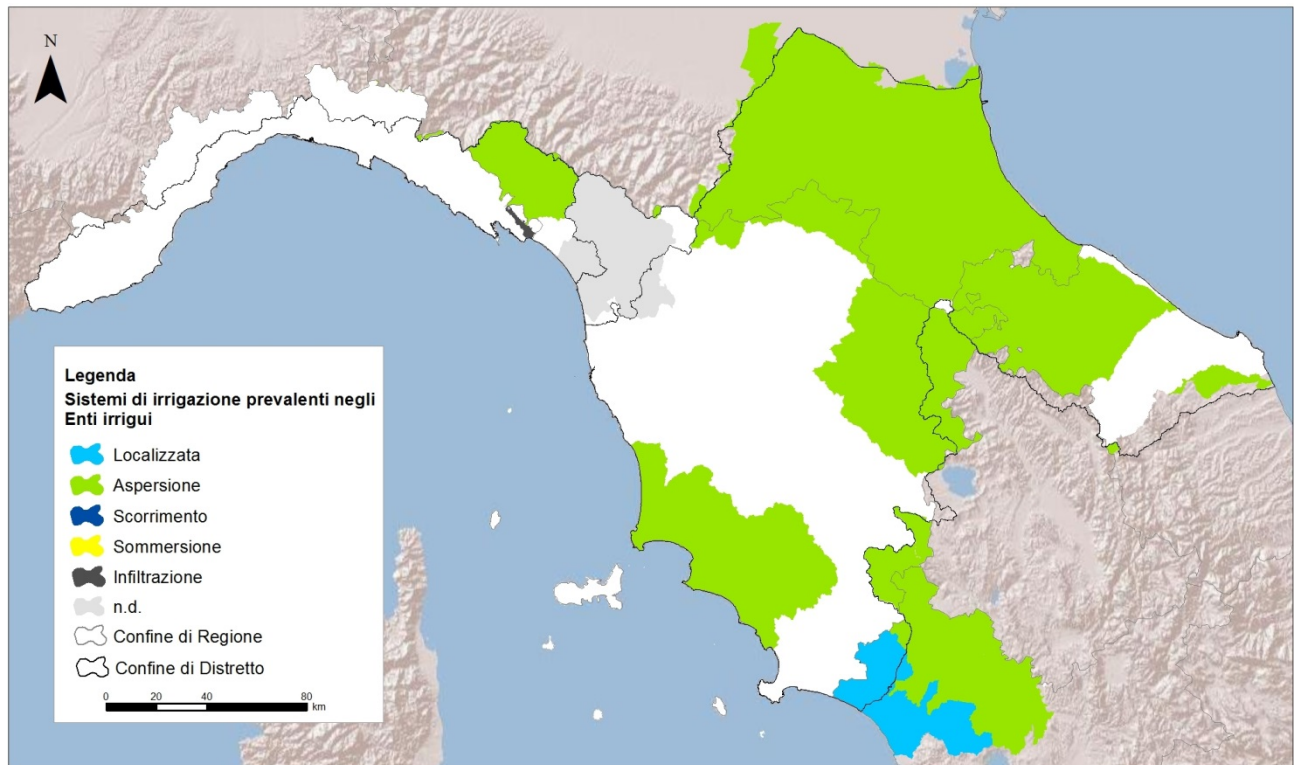 N
Legenda
Sistemi di irrigazione prevalenti negli
Enti irrigui
Localizzata
Aspersione
Scorrimento
Sommersione
Infiltrazione
n.d.
Confine di Regione
Confine di Distretto
0 20 40 80
km